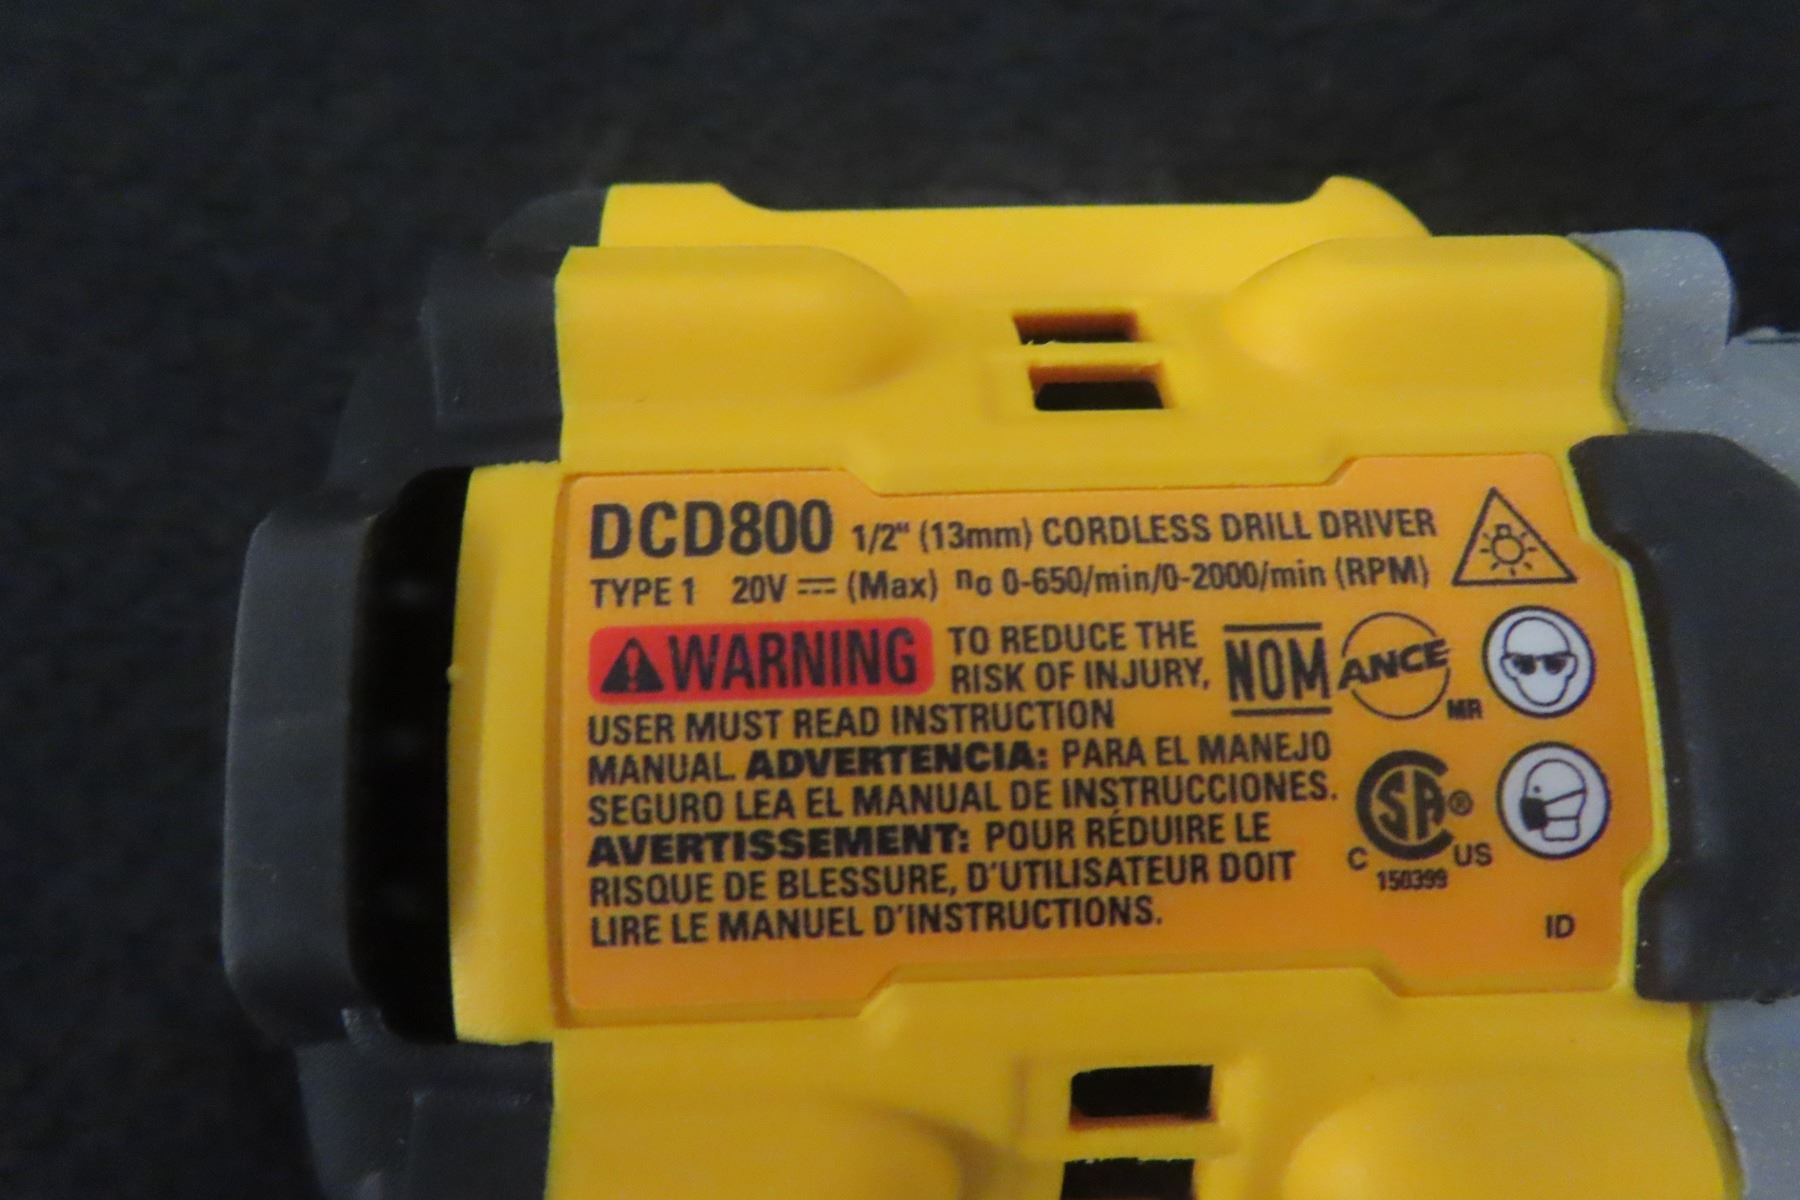 DCD800 1/2" (13mm) CORDLESS DRILL DRIVER
TYPE 1 20V ⎓ (Max) no 0-650/min/0-2000/min (RPM)
WARNING TO REDUCE THE
RISK OF INJURY,
USER MUST READ INSTRUCTION
MANUAL. ADVERTENCIA: PARA EL MANEJO
SEGURO LEA EL MANUAL DE INSTRUCCIONES.
AVERTISSEMENT: POUR RÉDUIRE LE
RISQUE DE BLESSURE, D'UTILISATEUR DOIT
LIRE LE MANUEL D'INSTRUCTIONS.
NOM ANCE MR
CSA®
C US
150399
ID